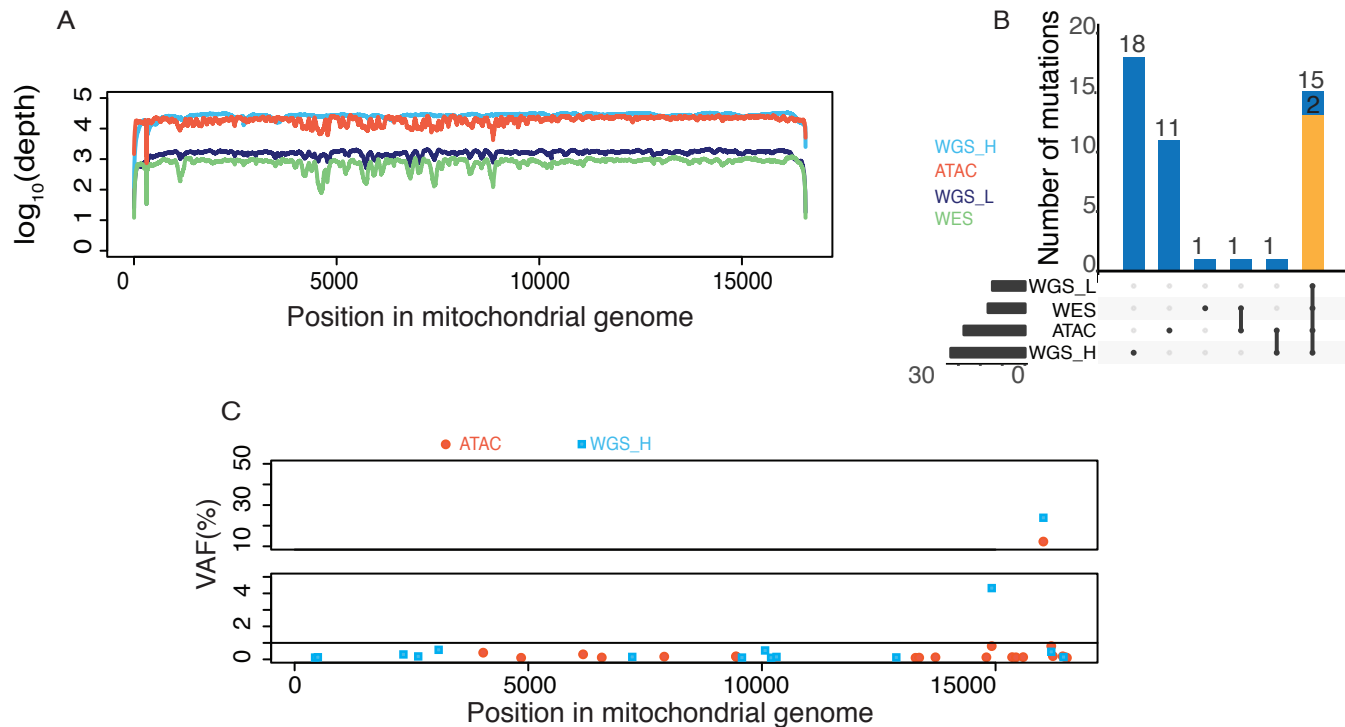 A
log10(depth)
5
4
3
2
1
0
0 5000 10000 15000
Position in mitochondrial genome
WGS_H
ATAC
WGS_L
WES
B
Number of mutations
20
15
10
5
0
18
11
1
1
1
15
2
WGS_L
WES
ATAC
WGS_H
30 0
C
ATAC WGS_H
VAF(%)
50
30
10
4
2
0
0 5000 10000 15000
Position in mitochondrial genome